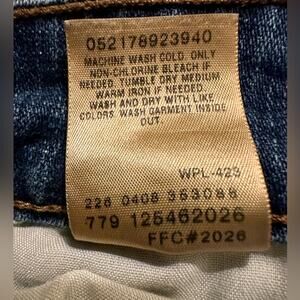 052178923940
MACHINE WASH COLD. ONLY
NON-CHLORINE BLEACH IF
NEEDED. TUMBLE DRY MEDIUM
WARM IRON IF NEEDED.
WASH AND DRY WITH LIKE
COLORS. WASH GARMENT INSIDE
OUT.
WPL-423
226 0408 353088
779 125462026
FFC#2026